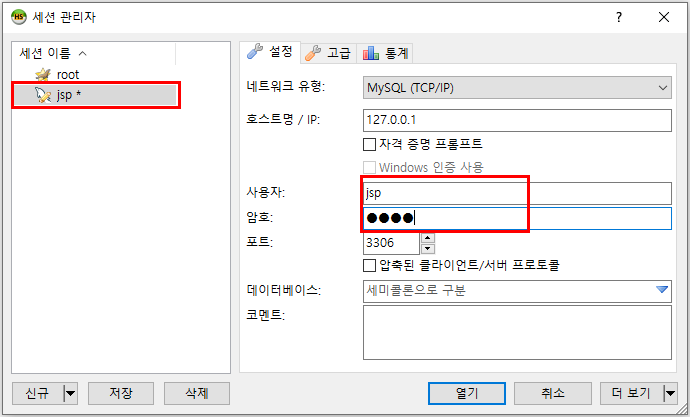 HS 세션 관리자
세션 이름
root
jsp *
설정 고급 통계
네트워크 유형: MySQL (TCP/IP)
호스트명 / IP: 127.0.0.1
자격 증명 프롬프트
Windows 인증 사용
사용자: jsp
암호: ●●●●
포트: 3306
압축된 클라이언트/서버 프로토콜
데이터베이스: 세미콜론으로 구분
코멘트:
신규 저장 삭제 열기 취소 더 보기